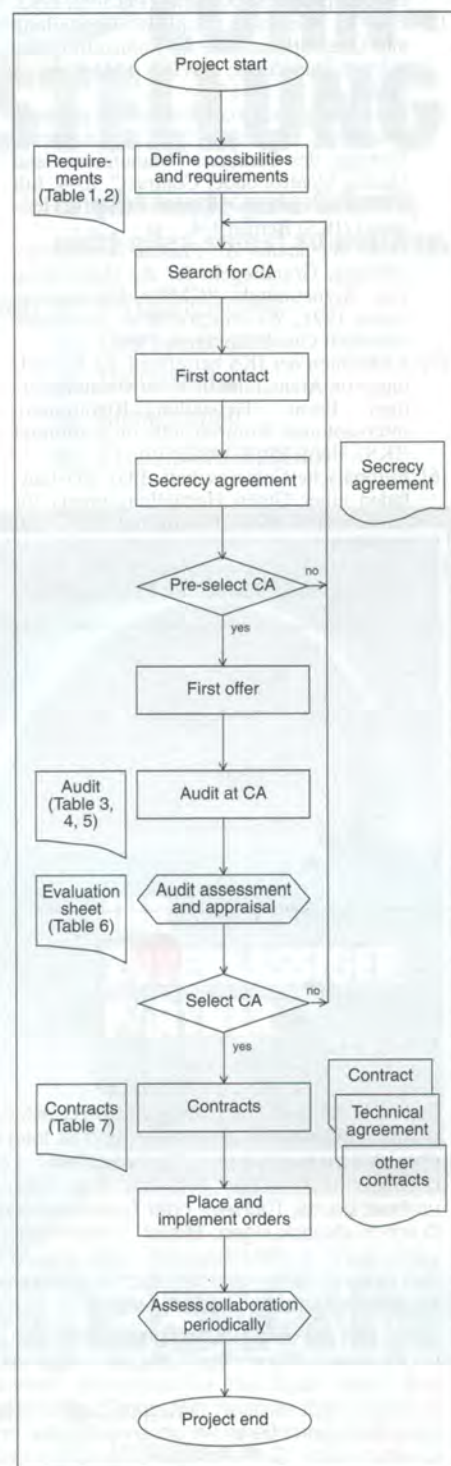 Project start
Require-
ments
(Table 1, 2)
Define possibilities
and requirements
Search for CA
First contact
Secrecy agreement
Secrecy
agreement
Pre-select CA
no
yes
First offer
Audit
(Table 3,
4, 5)
Audit at CA
Evaluation
sheet
(Table 6)
Audit assessment
and appraisal
Select CA
no
yes
Contracts
(Table 7)
Contracts
Contract
Technical
agreement
other
contracts
Place and
implement orders
Assess collaboration
periodically
Project end